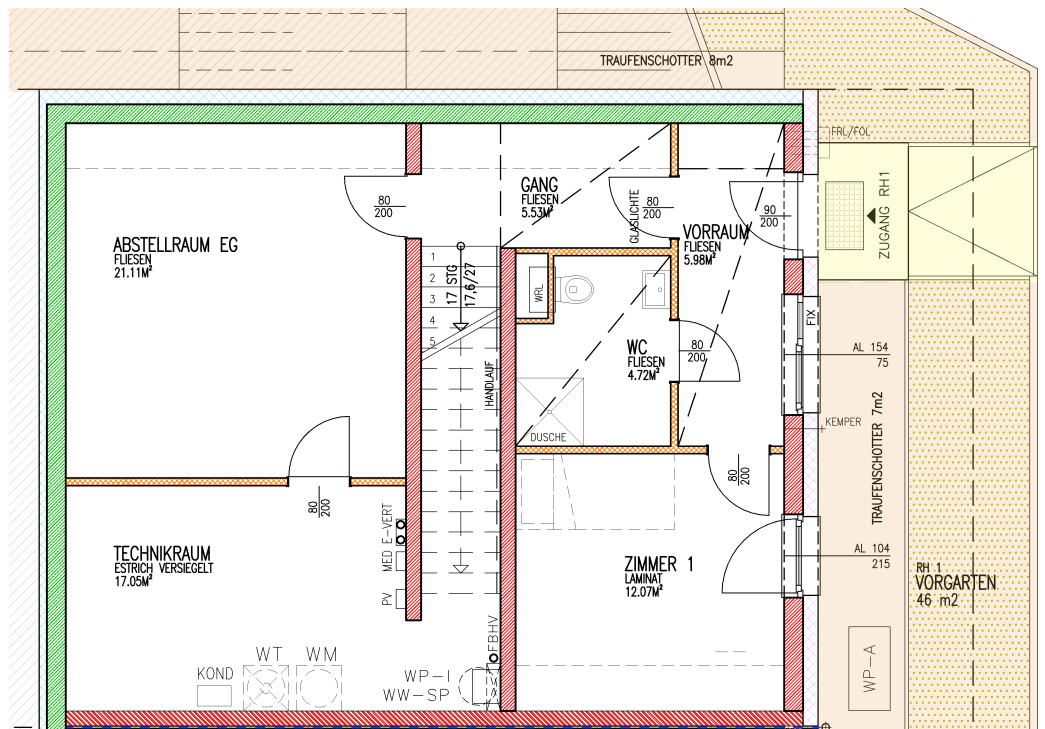 TRAUFENSCHOTTER 8m2
FRL/FOL
GANG
FLIESEN
5.53M²
80
200
GLASLICHTE
80
200
VORRAUM
FLIESEN
5.98M²
90
200
ZUGANG RH1
ABSTELLRAUM EG
FLIESEN
21.11M²
1
2
3
4
5
17 STG
17,6/27
HANDLAUF
WRL
WC
FLIESEN
4.72M²
80
200
DUSCHE
FIX
AL 154
75
KEMPER
TRAUFENSCHOTTER 7m2
80
200
80
200
TECHNIKRAUM
ESTRICH VERSIEGELT
17.05M²
MED E-VERT
PV
ZIMMER 1
LAMINAT
12.07M²
AL 104
215
RH 1
VORGARTEN
46 m2
FBHV
KOND
WT
WM
WP-I
WW-SP
WP-A